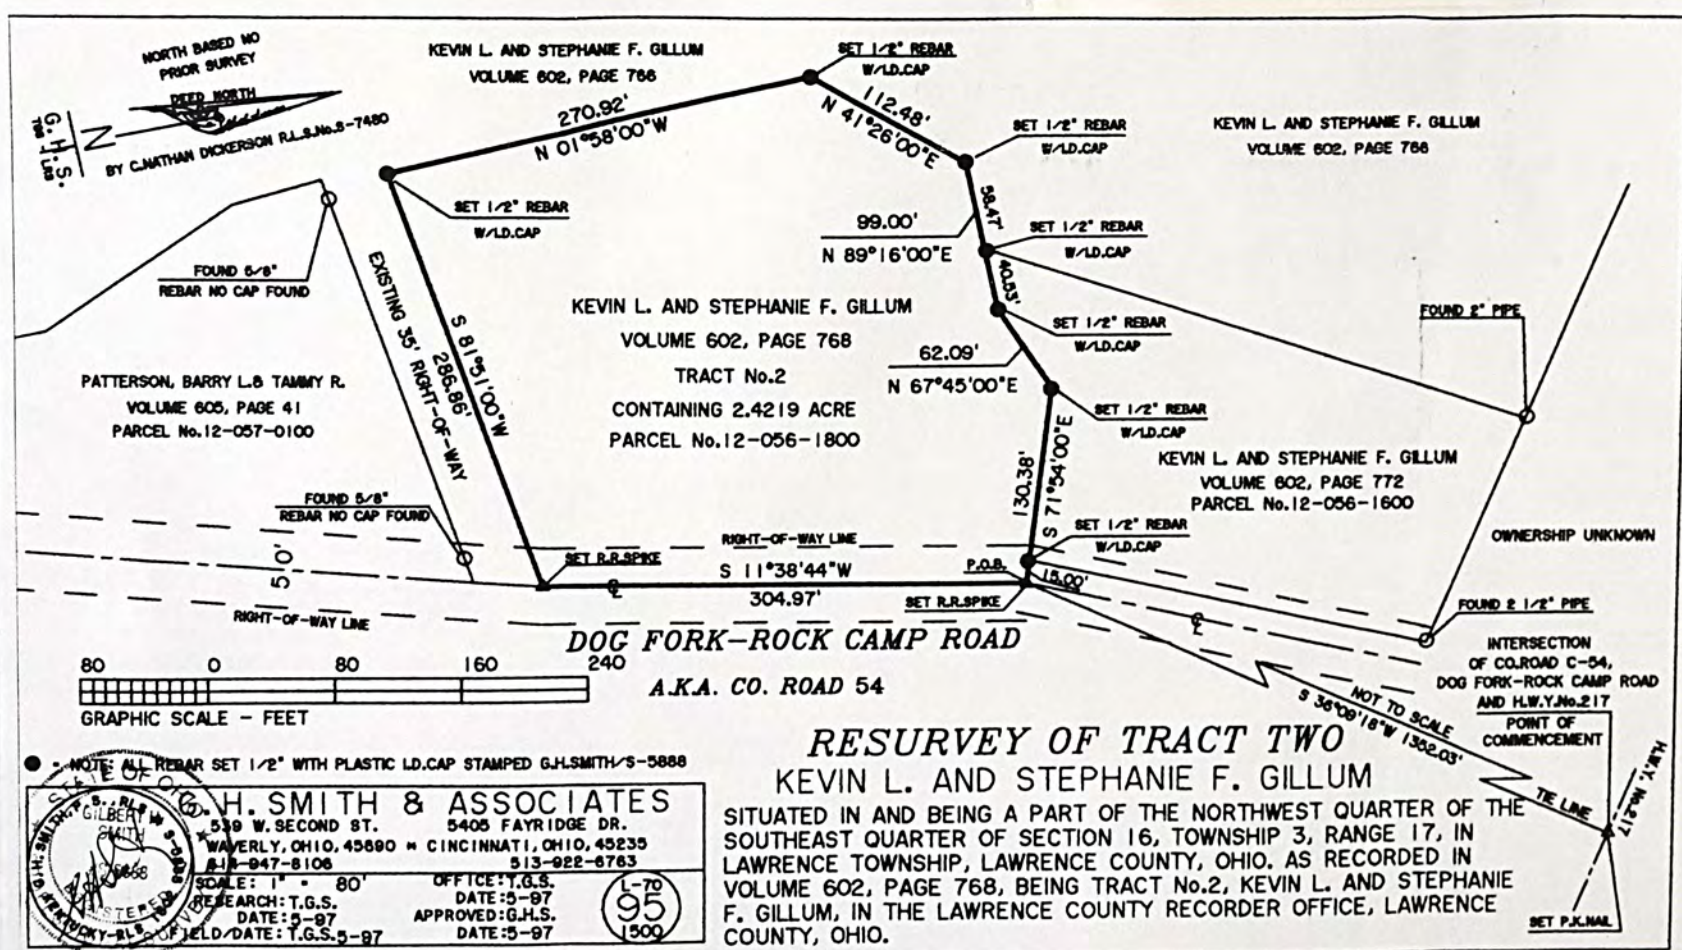 NORTH BASED NO
PRIOR SURVEY
DEED NORTH
N
G.H.S.
BY C.NATHAN DICKERSON R.L.S.No.S-7480
KEVIN L. AND STEPHANIE F. GILLUM
VOLUME 602, PAGE 766
SET 1/2" REBAR
W/LD.CAP
270.92'
N 01°58'00"W
112.48'
N 41°26'00"E
SET 1/2" REBAR
W/LD.CAP
KEVIN L. AND STEPHANIE F. GILLUM
VOLUME 602, PAGE 766
SET 1/2" REBAR
W/LD.CAP
58.47'
99.00'
N 89°16'00"E
SET 1/2" REBAR
W/LD.CAP
FOUND 5/8"
REBAR NO CAP FOUND
EXISTING 35' RIGHT-OF-WAY
S 81°51'00"W
286.86'
40.53'
KEVIN L. AND STEPHANIE F. GILLUM
VOLUME 602, PAGE 768
TRACT No.2
CONTAINING 2.4219 ACRE
PARCEL No.12-056-1800
SET 1/2" REBAR
W/LD.CAP
FOUND 2" PIPE
62.09'
N 67°45'00"E
PATTERSON, BARRY L.& TAMMY R.
VOLUME 605, PAGE 41
PARCEL No.12-057-0100
SET 1/2" REBAR
W/LD.CAP
130.38'
S 71°54'00"E
KEVIN L. AND STEPHANIE F. GILLUM
VOLUME 602, PAGE 772
PARCEL No.12-056-1600
FOUND 5/8"
REBAR NO CAP FOUND
OWNERSHIP UNKNOWN
SET 1/2" REBAR
W/LD.CAP
RIGHT-OF-WAY LINE
50'
SET R.R.SPIKE
S 11°38'44"W
304.97'
P.O.B.
15.00'
SET R.R.SPIKE
RIGHT-OF-WAY LINE
FOUND 2 1/2" PIPE
DOG FORK-ROCK CAMP ROAD
A.K.A. CO. ROAD 54
INTERSECTION
OF CO.ROAD C-54,
DOG FORK-ROCK CAMP ROAD
AND H.W.Y.No.217
POINT OF
COMMENCEMENT
NOT TO SCALE
S 36°09'18"W 1352.03'
TIE LINE
H.W.Y. No.217
SET P.K.NAIL
80 0 80 160 240
GRAPHIC SCALE - FEET
- NOTE: ALL REBAR SET 1/2" WITH PLASTIC I.D.CAP STAMPED G.H.SMITH/S-5888
H. SMITH & ASSOCIATES
539 W. SECOND ST. 5405 FAYRIDGE DR.
WAVERLY, OHIO, 45690 * CINCINNATI, OHIO, 45235
614-947-8106 513-922-6763
SCALE: 1" = 80' OFFICE: T.G.S.
RESEARCH: T.G.S. DATE: 5-97
DATE: 5-97 APPROVED: G.H.S.
FIELD/DATE: T.G.S. 5-97 DATE: 5-97
L-70
95
1500
STATE OF OHIO
GILBERT
SMITH
RESURVEY OF TRACT TWO
KEVIN L. AND STEPHANIE F. GILLUM
SITUATED IN AND BEING A PART OF THE NORTHWEST QUARTER OF THE
SOUTHEAST QUARTER OF SECTION 16, TOWNSHIP 3, RANGE 17, IN
LAWRENCE TOWNSHIP, LAWRENCE COUNTY, OHIO. AS RECORDED IN
VOLUME 602, PAGE 768, BEING TRACT No.2, KEVIN L. AND STEPHANIE
F. GILLUM, IN THE LAWRENCE COUNTY RECORDER OFFICE, LAWRENCE
COUNTY, OHIO.